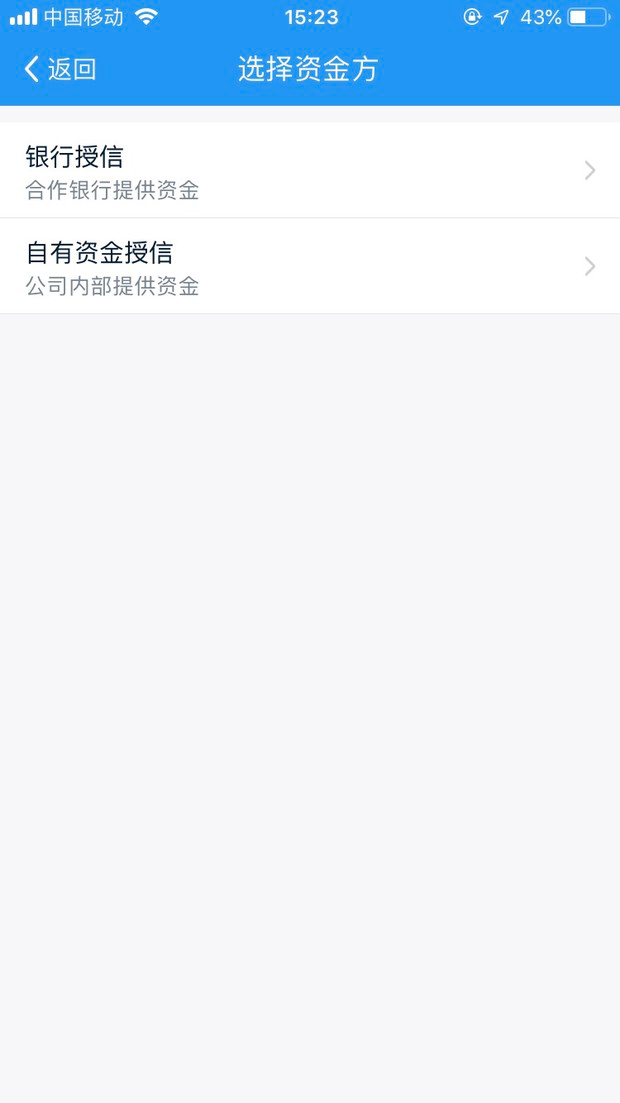 中国移动 15:23 43%
返回 选择资金方
银行授信
合作银行提供资金
自有资金授信
公司内部提供资金